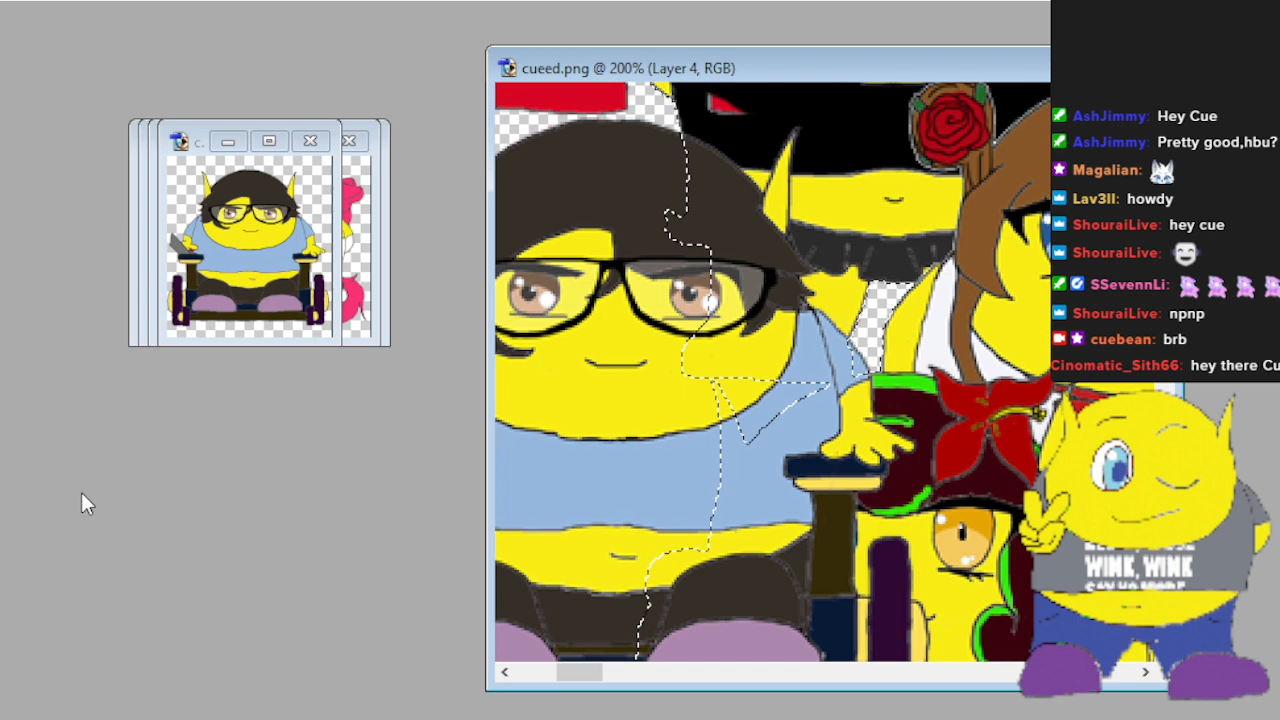 cueed.png @ 200% (Layer 4, RGB)
c.
AshJimmy: Hey Cue
AshJimmy: Pretty good,hbu?
Magalian:
Lav3ll: howdy
ShouraiLive: hey cue
ShouraiLive:
SSevennLi:
ShouraiLive: npnp
cuebean: brb
Cinomatic_Sith66: hey there Cu
WINK, WINK